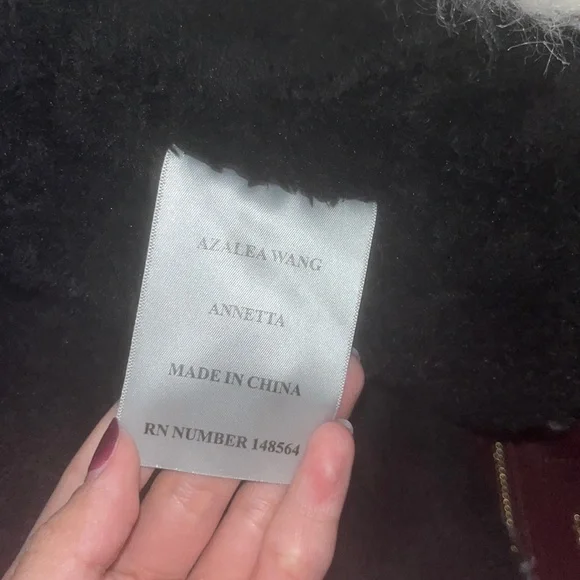 AZALEA WANG
ANNETTA
MADE IN CHINA
RN NUMBER 148564